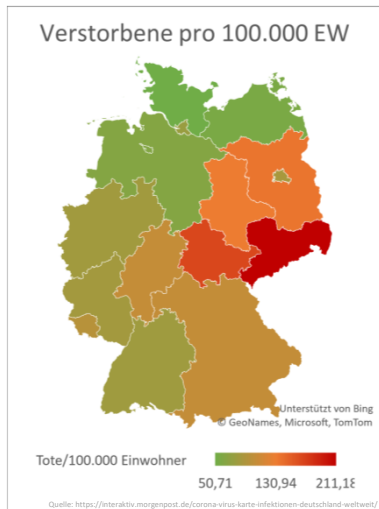 Verstorbene pro 100.000 EW
Unterstützt von Bing
© GeoNames, Microsoft, TomTom
Tote/100.000 Einwohner
50,71 130,94 211,18
Quelle: https://interaktiv.morgenpost.de/corona-virus-karte-infektionen-deutschland-weltweit/